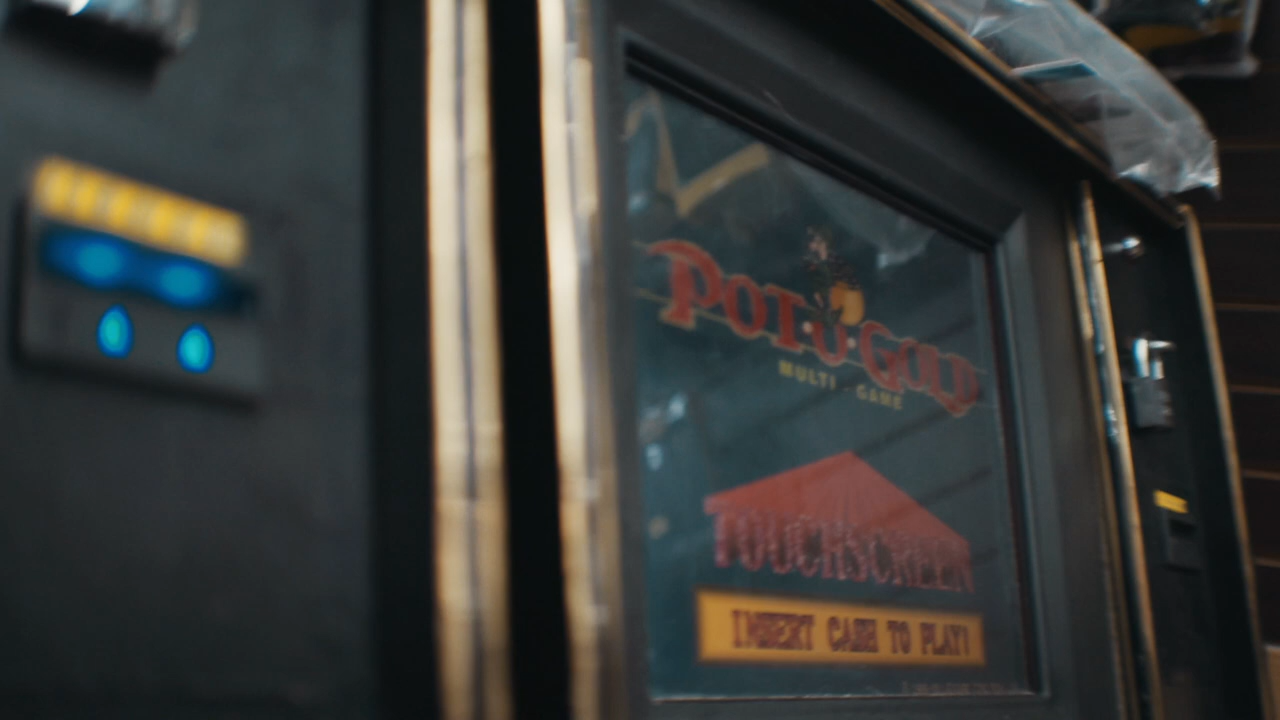 POT·O·GOLD
MULTI - GAME
TOUCHSCREEN
INSERT CASH TO PLAY!